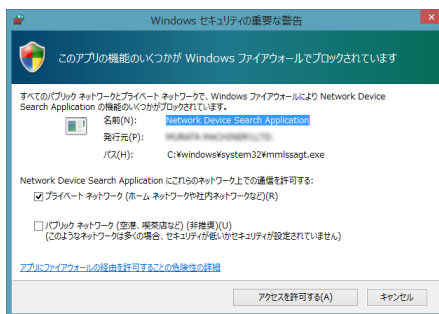 Windows セキュリティの重要な警告
このアプリの機能のいくつかが Windows ファイアウォールでブロックされています
すべてのパブリック ネットワークとプライベート ネットワークで、Windows ファイアウォールにより Network Device
Search Application の機能のいくつかがブロックされています。
名前(N): Network Device Search Application
発行元(P):
パス(H): C:¥windows¥system32¥mmlssagt.exe
Network Device Search Application にこれらのネットワーク上での通信を許可する:
プライベート ネットワーク (ホーム ネットワークや社内ネットワークなど)(R)
パブリック ネットワーク (空港、喫茶店など) (非推奨)(U)
(このようなネットワークは多くの場合、セキュリティが低いかセキュリティが設定されていません)
アプリにファイアウォールの経由を許可することの危険性の詳細
アクセスを許可する(A) キャンセル